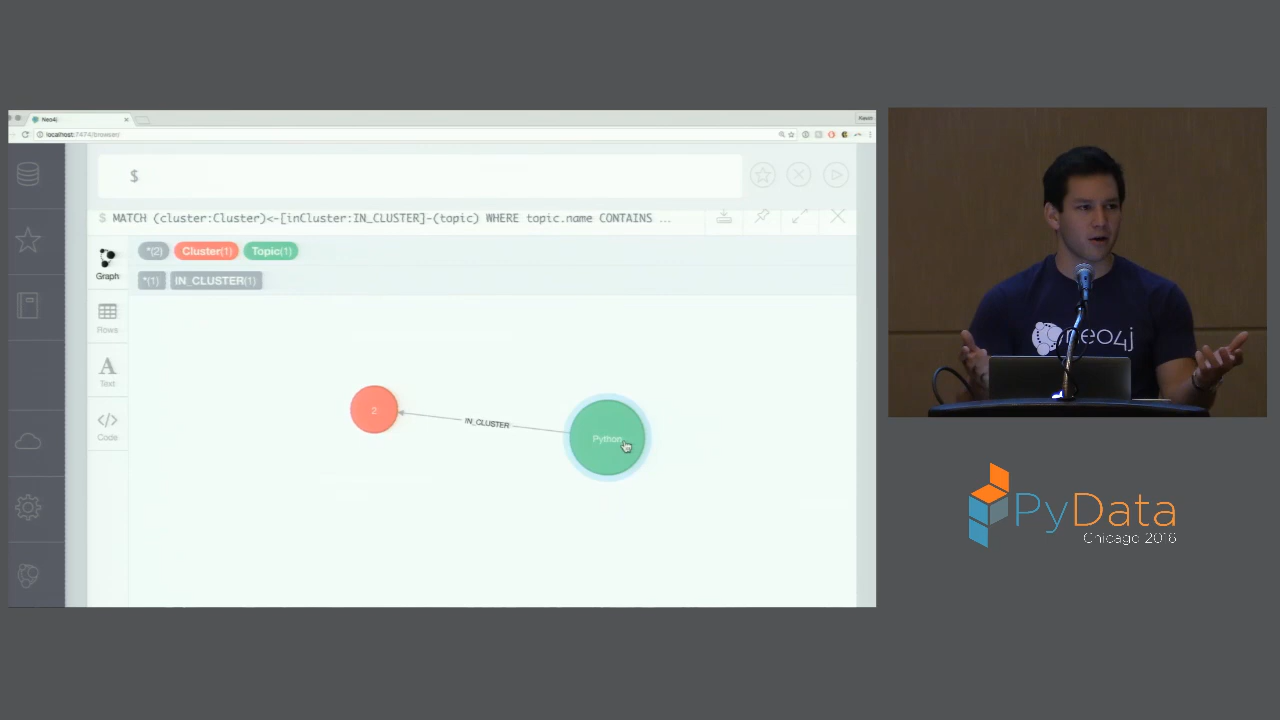 Neo4j
localhost:7474/browser/
$
$ MATCH (cluster:Cluster)<-[inCluster:IN_CLUSTER]-(topic) WHERE topic.name CONTAINS ...
*(2) Cluster(1) Topic(1)
Graph
*(1) IN_CLUSTER(1)
Rows
Text
Code
2
IN_CLUSTER
Python
neo4j
PyData
Chicago 2016